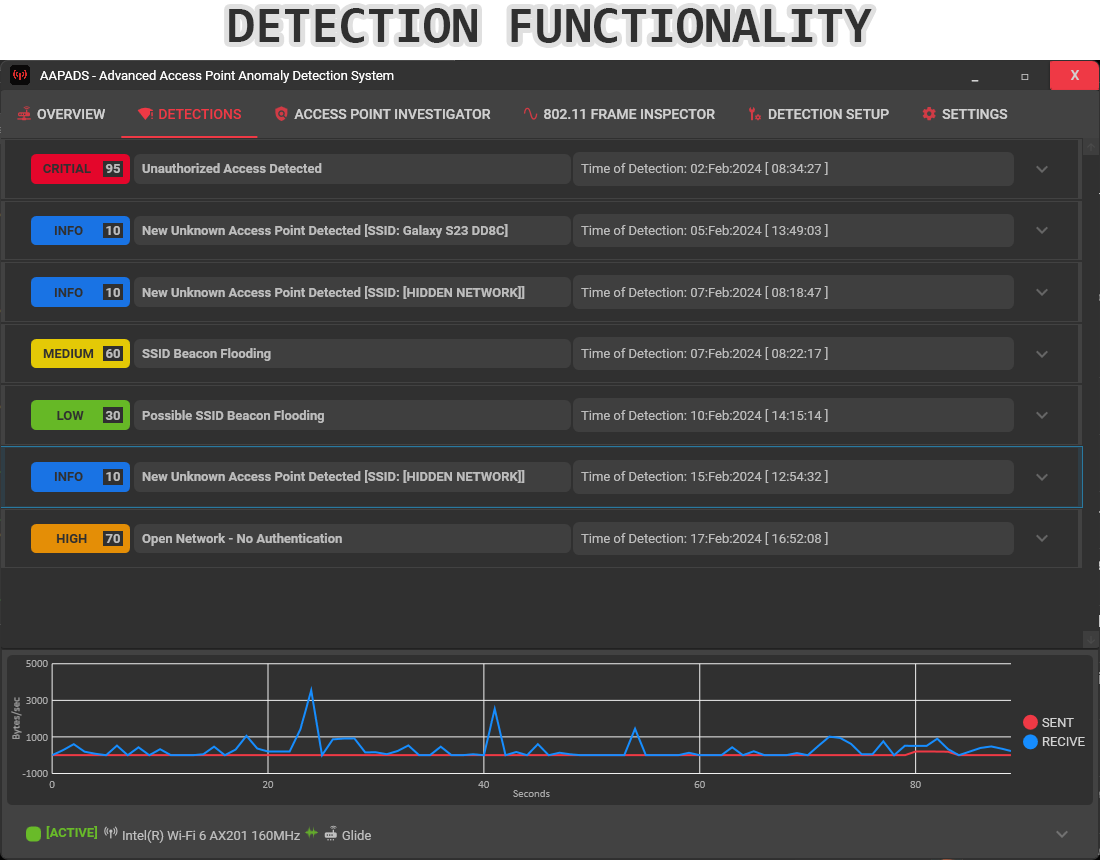 DETECTION FUNCTIONALITY
AAPADS - Advanced Access Point Anomaly Detection System
X
OVERVIEW DETECTIONS ACCESS POINT INVESTIGATOR 802.11 FRAME INSPECTOR DETECTION SETUP SETTINGS
CRITIAL 95 Unauthorized Access Detected Time of Detection: 02:Feb:2024 [ 08:34:27 ]
INFO 10 New Unknown Access Point Detected [SSID: Galaxy S23 DD8C] Time of Detection: 05:Feb:2024 [ 13:49:03 ]
INFO 10 New Unknown Access Point Detected [SSID: [HIDDEN NETWORK]] Time of Detection: 07:Feb:2024 [ 08:18:47 ]
MEDIUM 60 SSID Beacon Flooding Time of Detection: 07:Feb:2024 [ 08:22:17 ]
LOW 30 Possible SSID Beacon Flooding Time of Detection: 10:Feb:2024 [ 14:15:14 ]
INFO 10 New Unknown Access Point Detected [SSID: [HIDDEN NETWORK]] Time of Detection: 15:Feb:2024 [ 12:54:32 ]
HIGH 70 Open Network - No Authentication Time of Detection: 17:Feb:2024 [ 16:52:08 ]
5000
3000
Bytes/sec
1000
-1000
SENT
RECIVE
0 20 40 60 80
Seconds
[ACTIVE] Intel(R) Wi-Fi 6 AX201 160MHz Glide